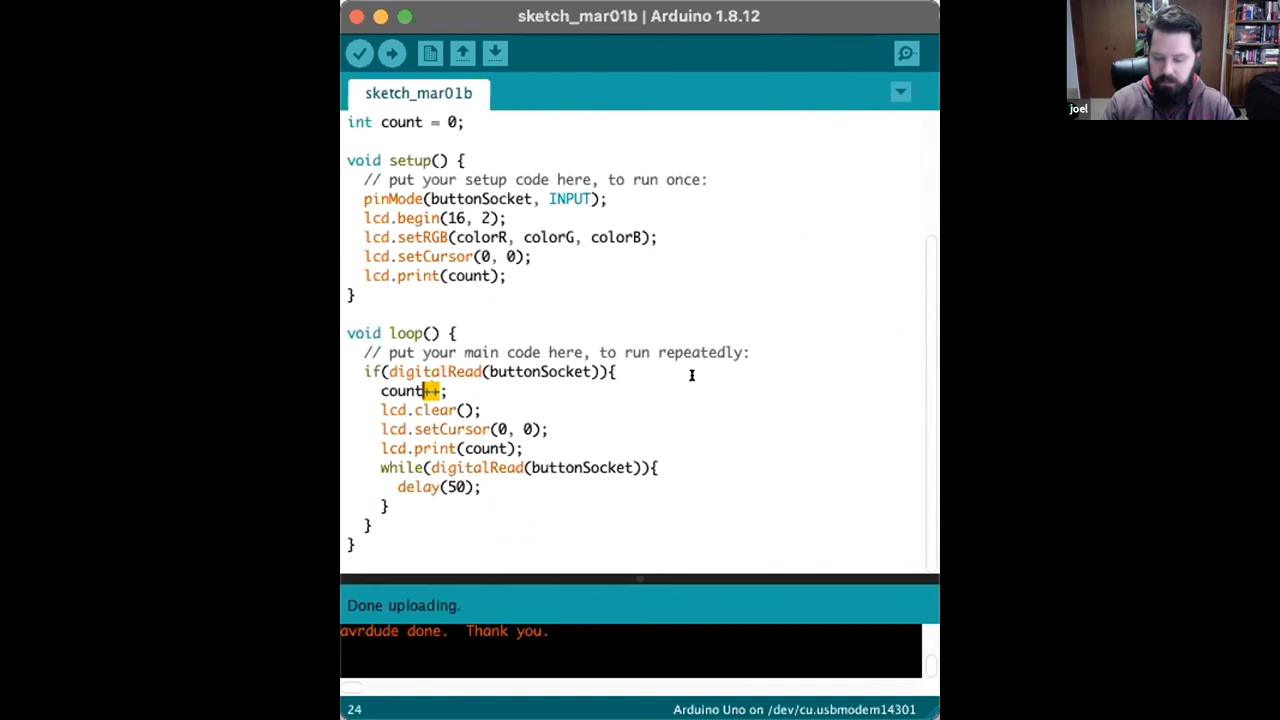 sketch_mar01b | Arduino 1.8.12
joel
sketch_mar01b
int count = 0;
void setup() {
// put your setup code here, to run once:
pinMode(buttonSocket, INPUT);
lcd.begin(16, 2);
lcd.setRGB(colorR, colorG, colorB);
lcd.setCursor(0, 0);
lcd.print(count);
}
void loop() {
// put your main code here, to run repeatedly:
if(digitalRead(buttonSocket)){
count++;
lcd.clear();
lcd.setCursor(0, 0);
lcd.print(count);
while(digitalRead(buttonSocket)){
delay(50);
}
}
}
Done uploading.
avrdude done.  Thank you.
24
Arduino Uno on /dev/cu.usbmodem14301